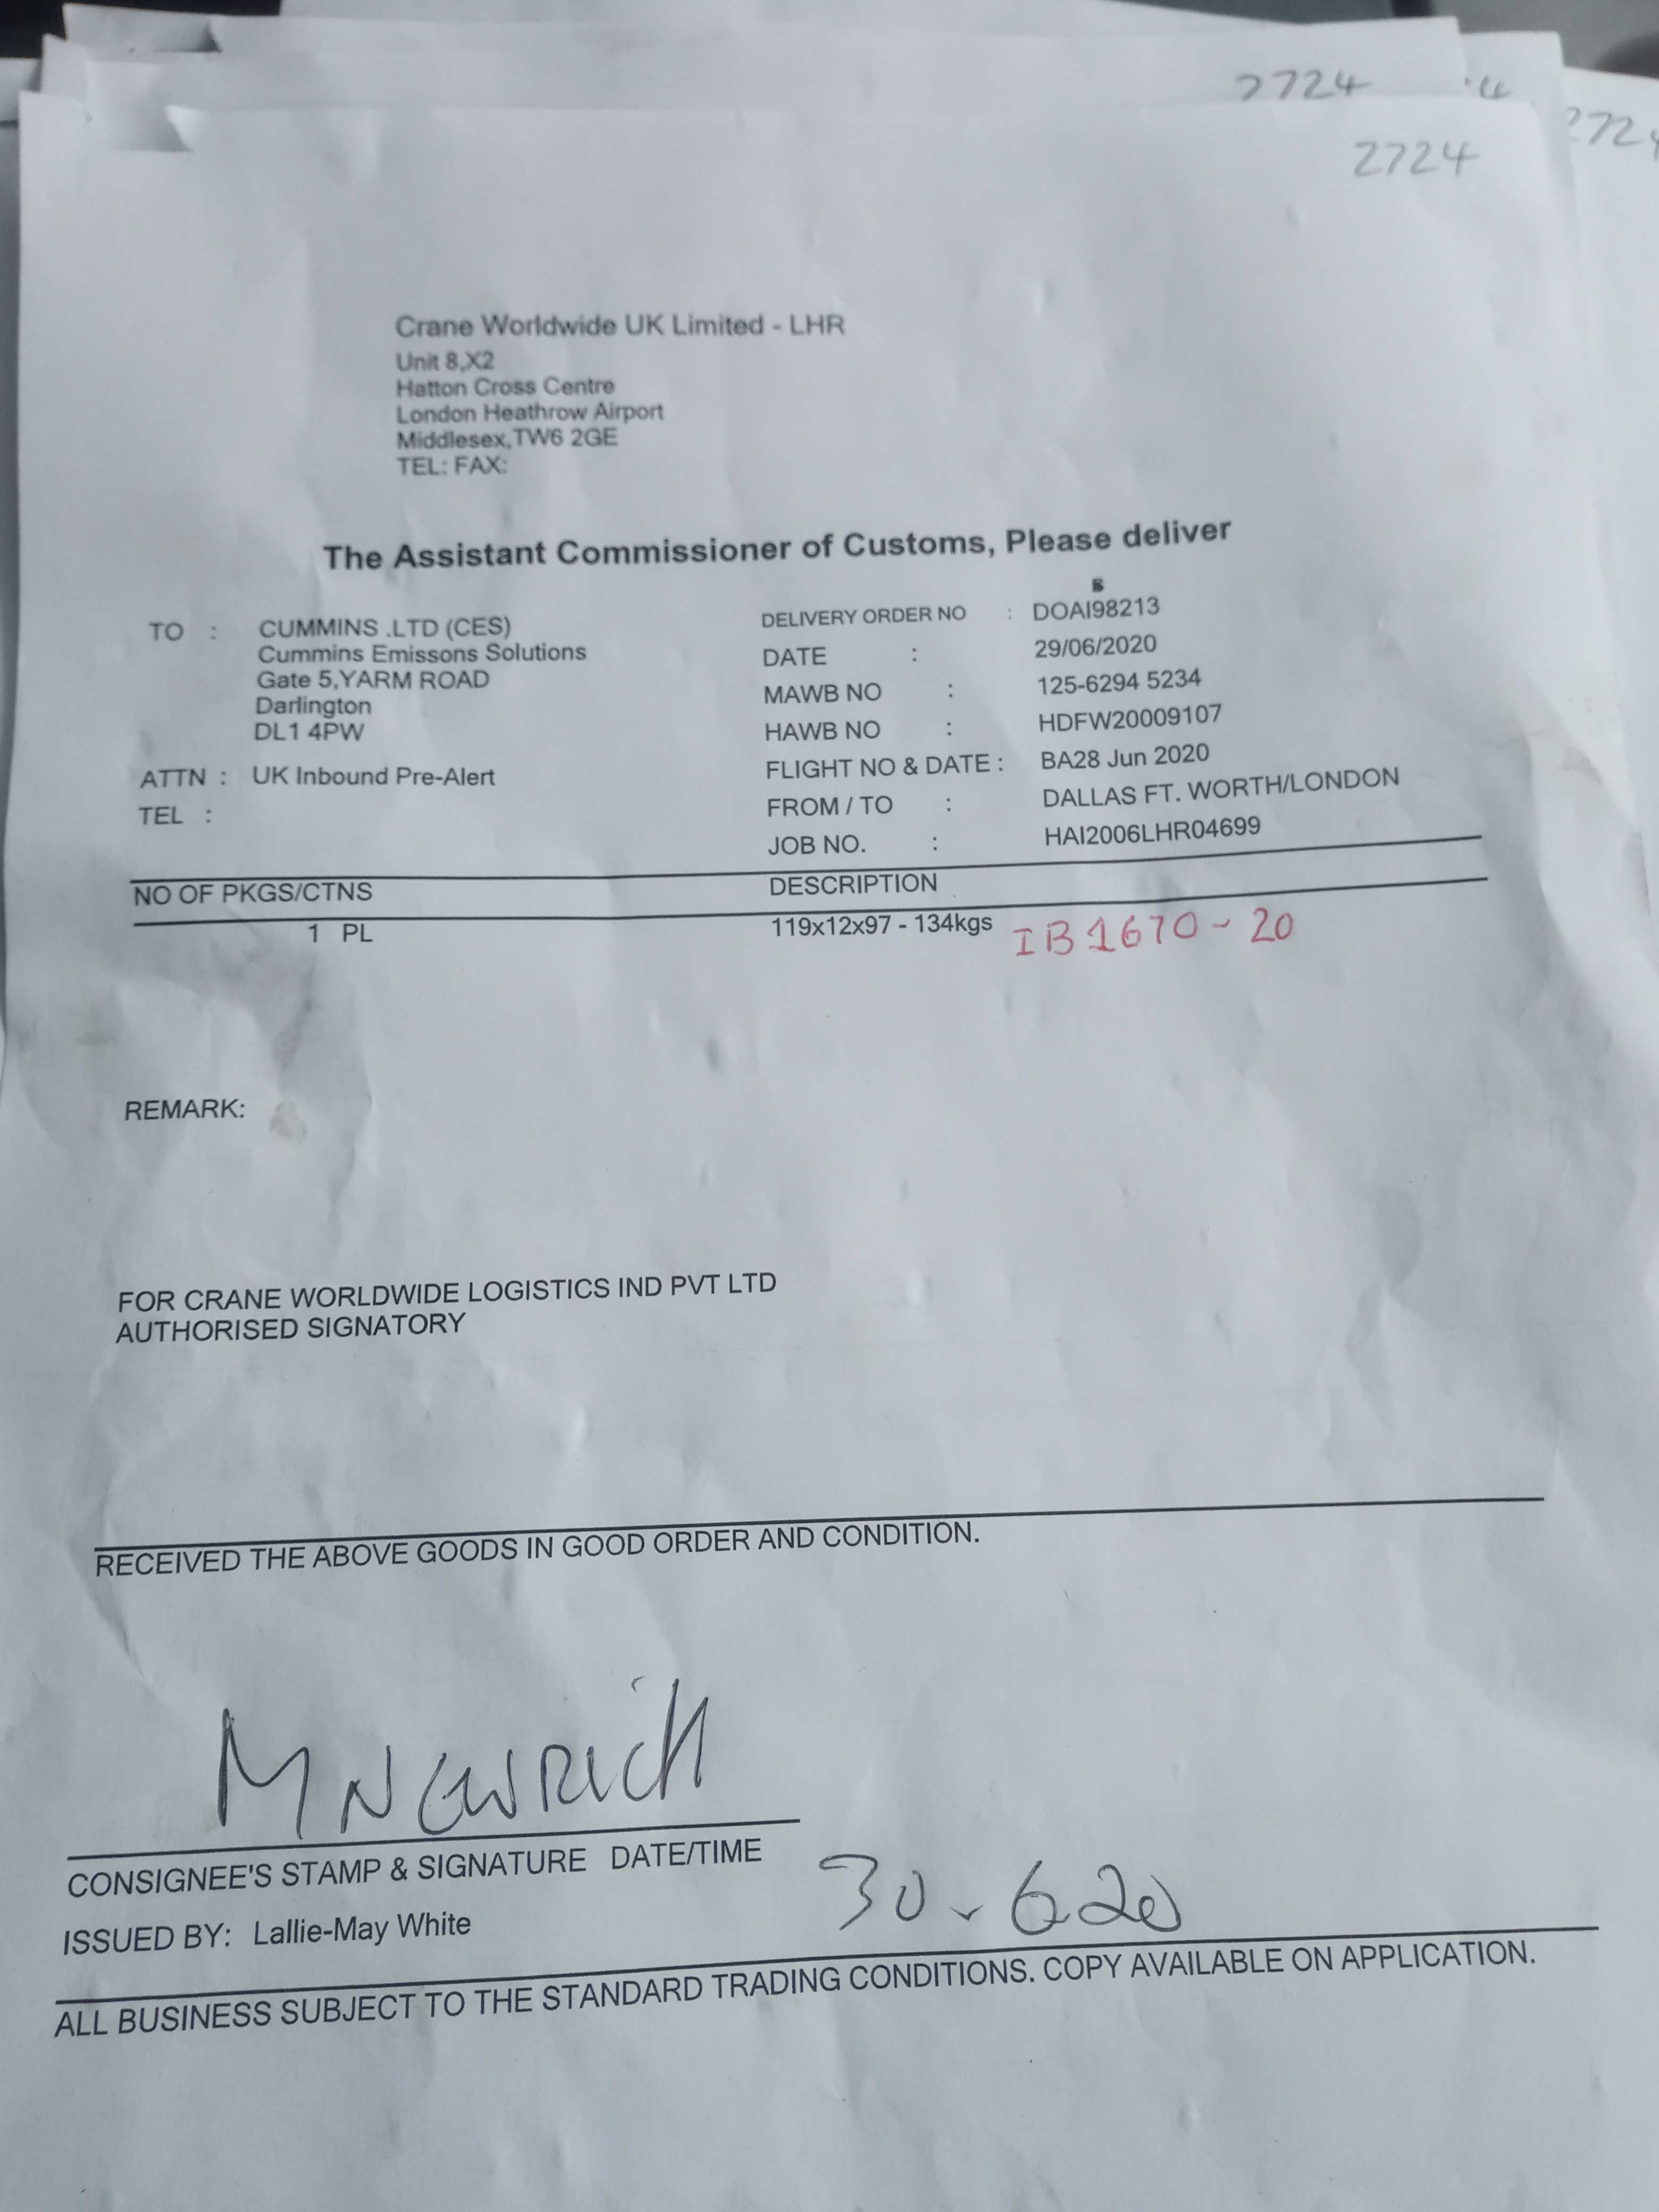 2724
2724
Crane Worldwide UK Limited - LHR
Unit 8,X2
Hatton Cross Centre
London Heathrow Airport
Middlesex,TW6 2GE
TEL: FAX:
The Assistant Commissioner of Customs, Please deliver
TO : CUMMINS .LTD (CES)
Cummins Emissons Solutions
Gate 5,YARM ROAD
Darlington
DL1 4PW
ATTN : UK Inbound Pre-Alert
TEL :
DELIVERY ORDER NO : DOAI98213
DATE : 29/06/2020
MAWB NO : 125-6294 5234
HAWB NO : HDFW20009107
FLIGHT NO & DATE : BA28 Jun 2020
FROM / TO : DALLAS FT. WORTH/LONDON
JOB NO. : HAI2006LHR04699
NO OF PKGS/CTNS DESCRIPTION
1 PL 119x12x97 - 134kgs IB1670-20
REMARK:
FOR CRANE WORLDWIDE LOGISTICS IND PVT LTD
AUTHORISED SIGNATORY
RECEIVED THE ABOVE GOODS IN GOOD ORDER AND CONDITION.
CONSIGNEE'S STAMP & SIGNATURE DATE/TIME
30-620
ISSUED BY: Lallie-May White
ALL BUSINESS SUBJECT TO THE STANDARD TRADING CONDITIONS. COPY AVAILABLE ON APPLICATION.